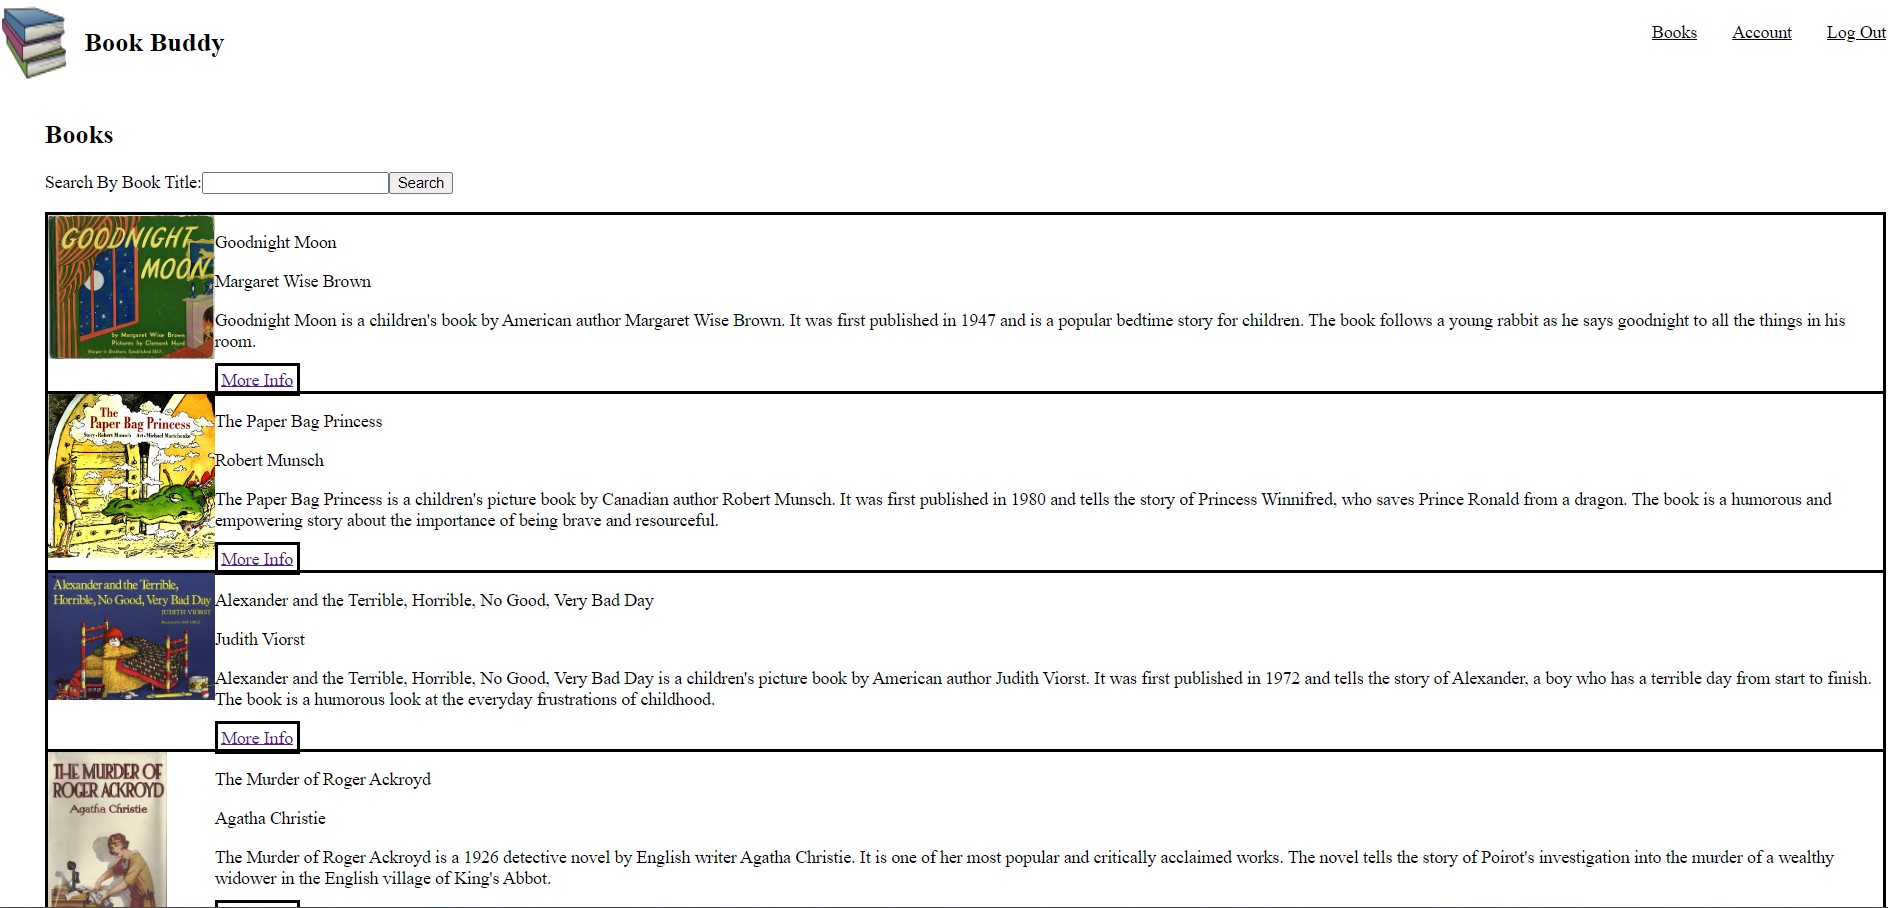 Book Buddy
Books
Account
Log Out
Books
Search By Book Title:
Search
GOODNIGHT
MOON
by Margaret Wise Brown
Pictures by Clement Hurd
Goodnight Moon
Margaret Wise Brown
Goodnight Moon is a children's book by American author Margaret Wise Brown. It was first published in 1947 and is a popular bedtime story for children. The book follows a young rabbit as he says goodnight to all the things in his
room.
More Info
The
Paper Bag Princess
Story • Robert Munsch Art • Michael Martchenko
The Paper Bag Princess
Robert Munsch
The Paper Bag Princess is a children's picture book by Canadian author Robert Munsch. It was first published in 1980 and tells the story of Princess Winnifred, who saves Prince Ronald from a dragon. The book is a humorous and
empowering story about the importance of being brave and resourceful.
More Info
Alexander and the Terrible,
Horrible, No Good, Very Bad Day
JUDITH VIORST
Alexander and the Terrible, Horrible, No Good, Very Bad Day
Judith Viorst
Alexander and the Terrible, Horrible, No Good, Very Bad Day is a children's picture book by American author Judith Viorst. It was first published in 1972 and tells the story of Alexander, a boy who has a terrible day from start to finish.
The book is a humorous look at the everyday frustrations of childhood.
More Info
THE MURDER OF
ROGER ACKROYD
Agatha Christie
The Murder of Roger Ackroyd
Agatha Christie
The Murder of Roger Ackroyd is a 1926 detective novel by English writer Agatha Christie. It is one of her most popular and critically acclaimed works. The novel tells the story of Poirot's investigation into the murder of a wealthy
widower in the English village of King's Abbot.